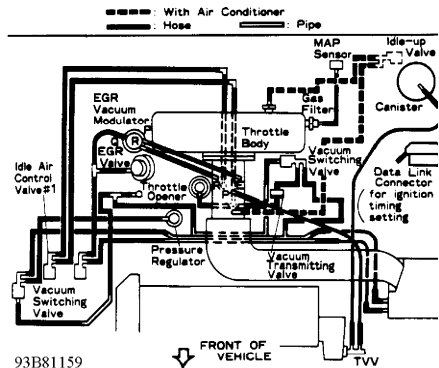 : With Air Conditioner
: Hose
: Pipe
MAP
Sensor
Idle-up
Valve
EGR
Vacuum
Modulator
Gas
Filter
Canister
Q
R
Throttle
Body
EGR
Valve
Vacuum
Switching
Valve
Idle Air
Control
Valve #1
Throttle
Opener
Data Link
Connector
for ignition
timing
setting
Pressure
Regulator
Vacuum
Transmitting
Valve
Vacuum
Switching
Valve
FRONT OF
VEHICLE
TVV
93B81159